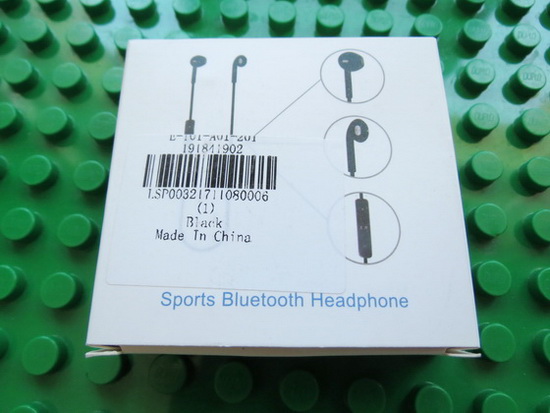 191841902
LSP00321711080006
(1)
Black
Made In China
Sports Bluetooth Headphone